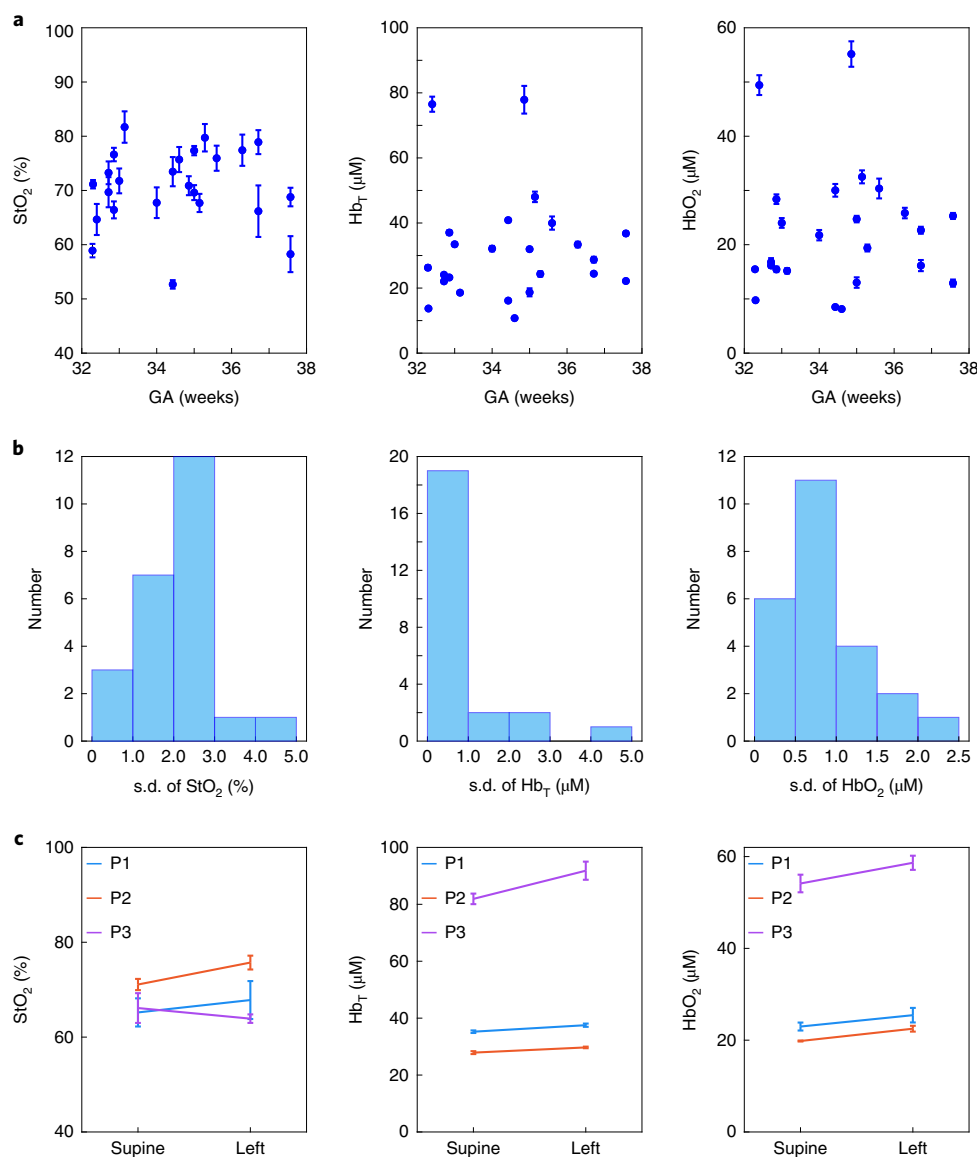 a
100
90
80
70
60
50
40
StO2 (%)
32
34
36
38
GA (weeks)
100
80
60
40
20
0
HbT (μM)
32
34
36
38
GA (weeks)
60
40
20
0
HbO2 (μM)
32
34
36
38
GA (weeks)
b
12
10
8
6
4
2
0
Number
0
1.0
2.0
3.0
4.0
5.0
s.d. of StO2 (%)
20
18
14
10
6
2
0
Number
0
1.0
2.0
3.0
4.0
5.0
s.d. of HbT (μM)
12
10
8
6
4
2
0
Number
0
0.5
1.0
1.5
2.0
2.5
s.d. of HbO2 (μM)
c
100
80
60
40
StO2 (%)
P1
P2
P3
Supine
Left
100
80
60
40
20
0
HbT (μM)
P1
P2
P3
Supine
Left
60
40
20
0
HbO2 (μM)
P1
P2
P3
Supine
Left